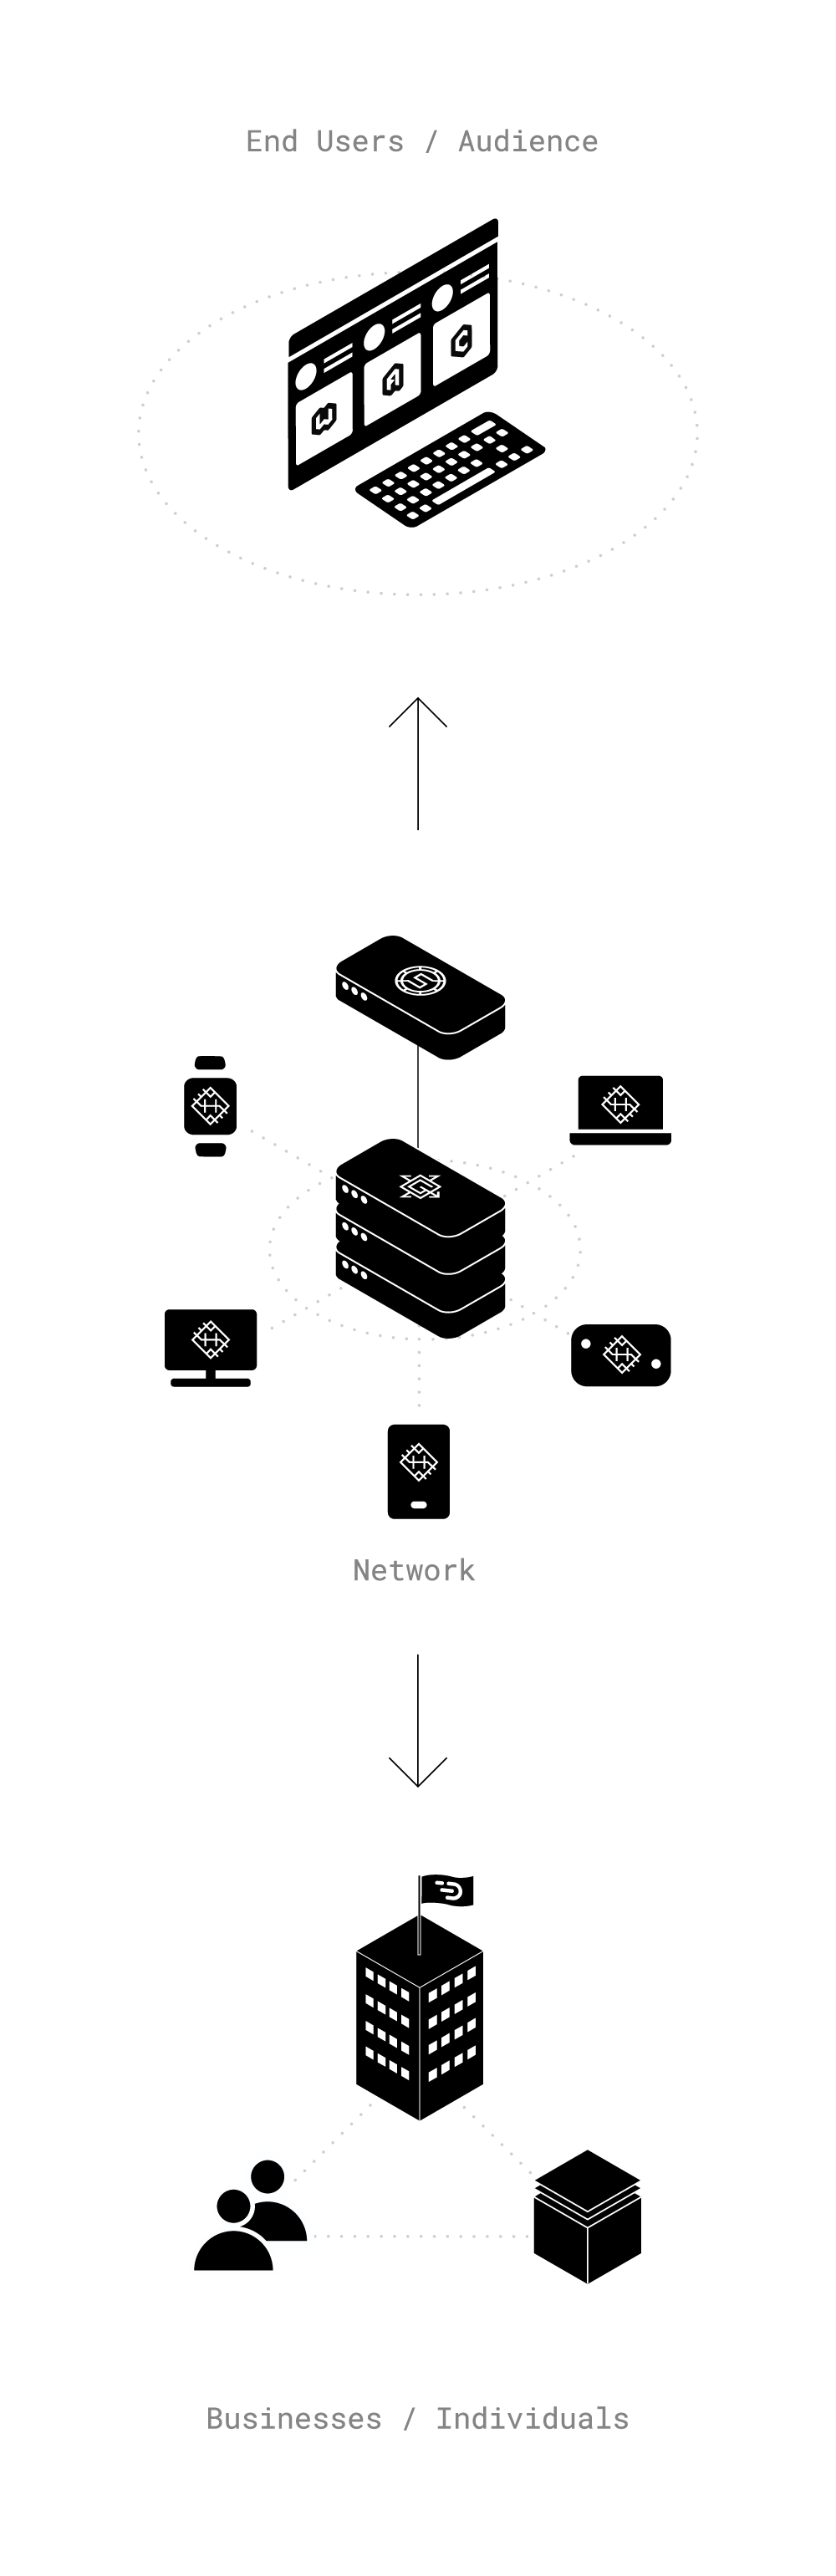 End Users / Audience
W
A
C
S
G
H
H
H
H
H
D
Network
Businesses / Individuals